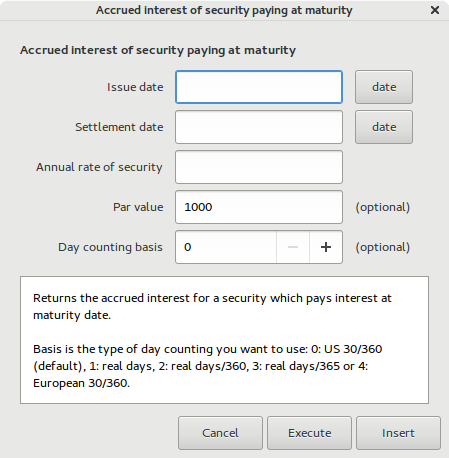 Accrued interest of security paying at maturity
Accrued interest of security paying at maturity
Issue date date
Settlement date date
Annual rate of security
Par value 1000 (optional)
Day counting basis 0 (optional)
Returns the accrued interest for a security which pays interest at
maturity date.
Basis is the type of day counting you want to use: 0: US 30/360
(default), 1: real days, 2: real days/360, 3: real days/365 or 4:
European 30/360.
Cancel Execute Insert